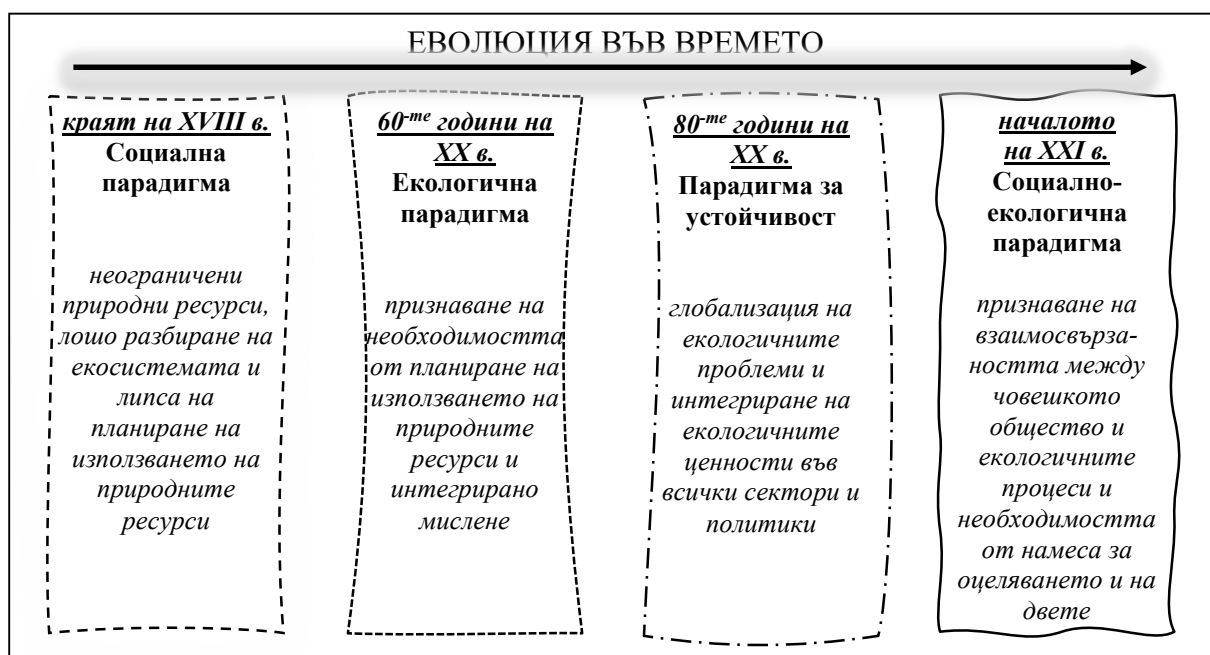 ЕВОЛЮЦИЯ ВЪВ ВРЕМЕТО
краят на XVIII в.
Социална
парадигма
неограничени
природни ресурси,
лошо разбиране на
екосистемата и
липса на
планиране на
използването на
природните
ресурси
60-те години на
XX в.
Екологична
парадигма
признаване на
необходимостта
от планиране на
използването на
природните
ресурси и
интегрирано
мислене
80-те години на
XX в.
Парадигма за
устойчивост
глобализация на
екологичните
проблеми и
интегриране на
екологичните
ценности във
всички сектори и
политики
началото
на XXI в.
Социално-
екологична
парадигма
признаване на
взаимосвърза-
ността между
човешкото
общество и
екологичните
процеси и
необходимостта
от намеса за
оцеляването и на
двете